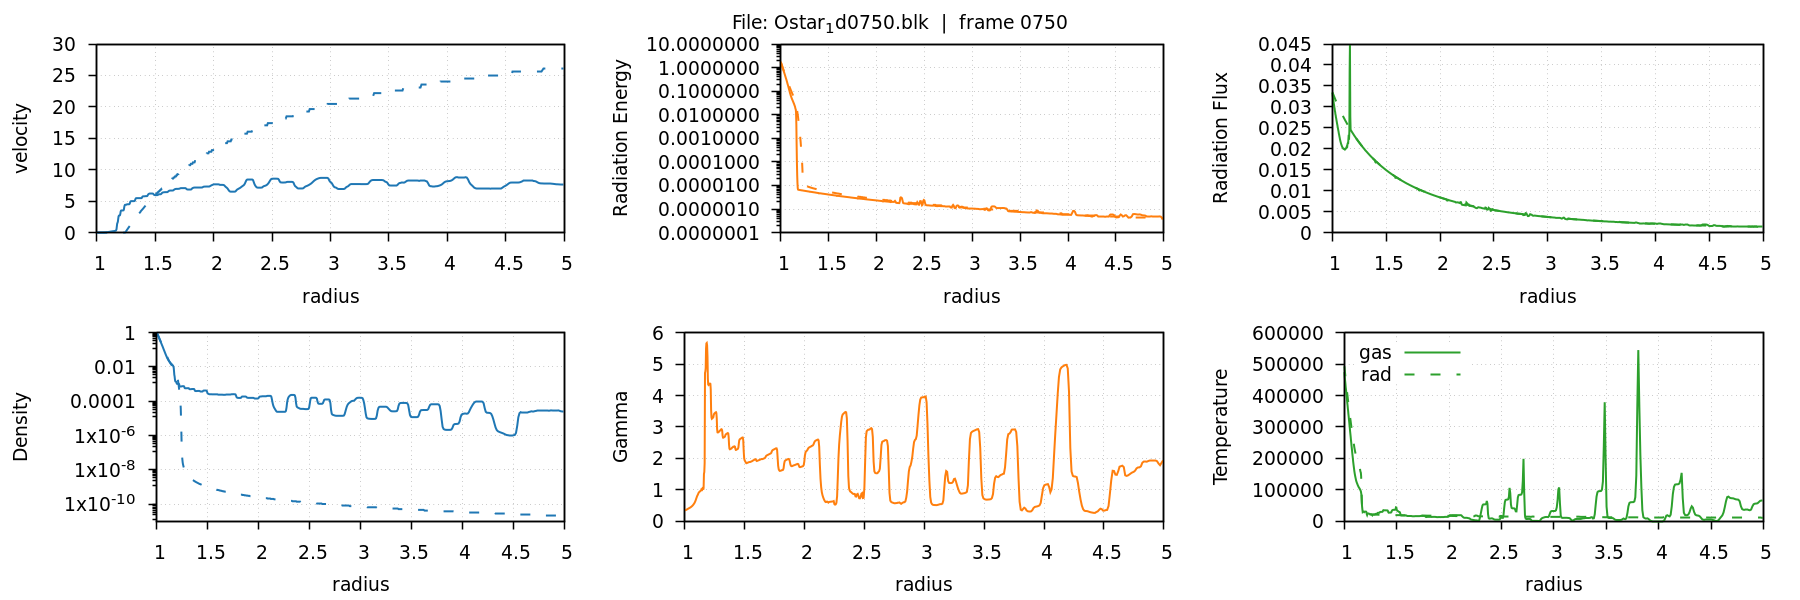 File: Ostar₁d0750.blk | frame 0750
velocity
30
25
20
15
10
5
0
1 1.5 2 2.5 3 3.5 4 4.5 5
radius
Radiation Energy
10.0000000
1.0000000
0.1000000
0.0100000
0.0010000
0.0001000
0.0000100
0.0000010
0.0000001
1 1.5 2 2.5 3 3.5 4 4.5 5
radius
Radiation Flux
0.045
0.04
0.035
0.03
0.025
0.02
0.015
0.01
0.005
0
1 1.5 2 2.5 3 3.5 4 4.5 5
radius
Density
1
0.01
0.0001
1x10⁻⁶
1x10⁻⁸
1x10⁻¹⁰
1 1.5 2 2.5 3 3.5 4 4.5 5
radius
Gamma
6
5
4
3
2
1
0
1 1.5 2 2.5 3 3.5 4 4.5 5
radius
Temperature
600000
500000
400000
300000
200000
100000
0
gas
rad
1 1.5 2 2.5 3 3.5 4 4.5 5
radius